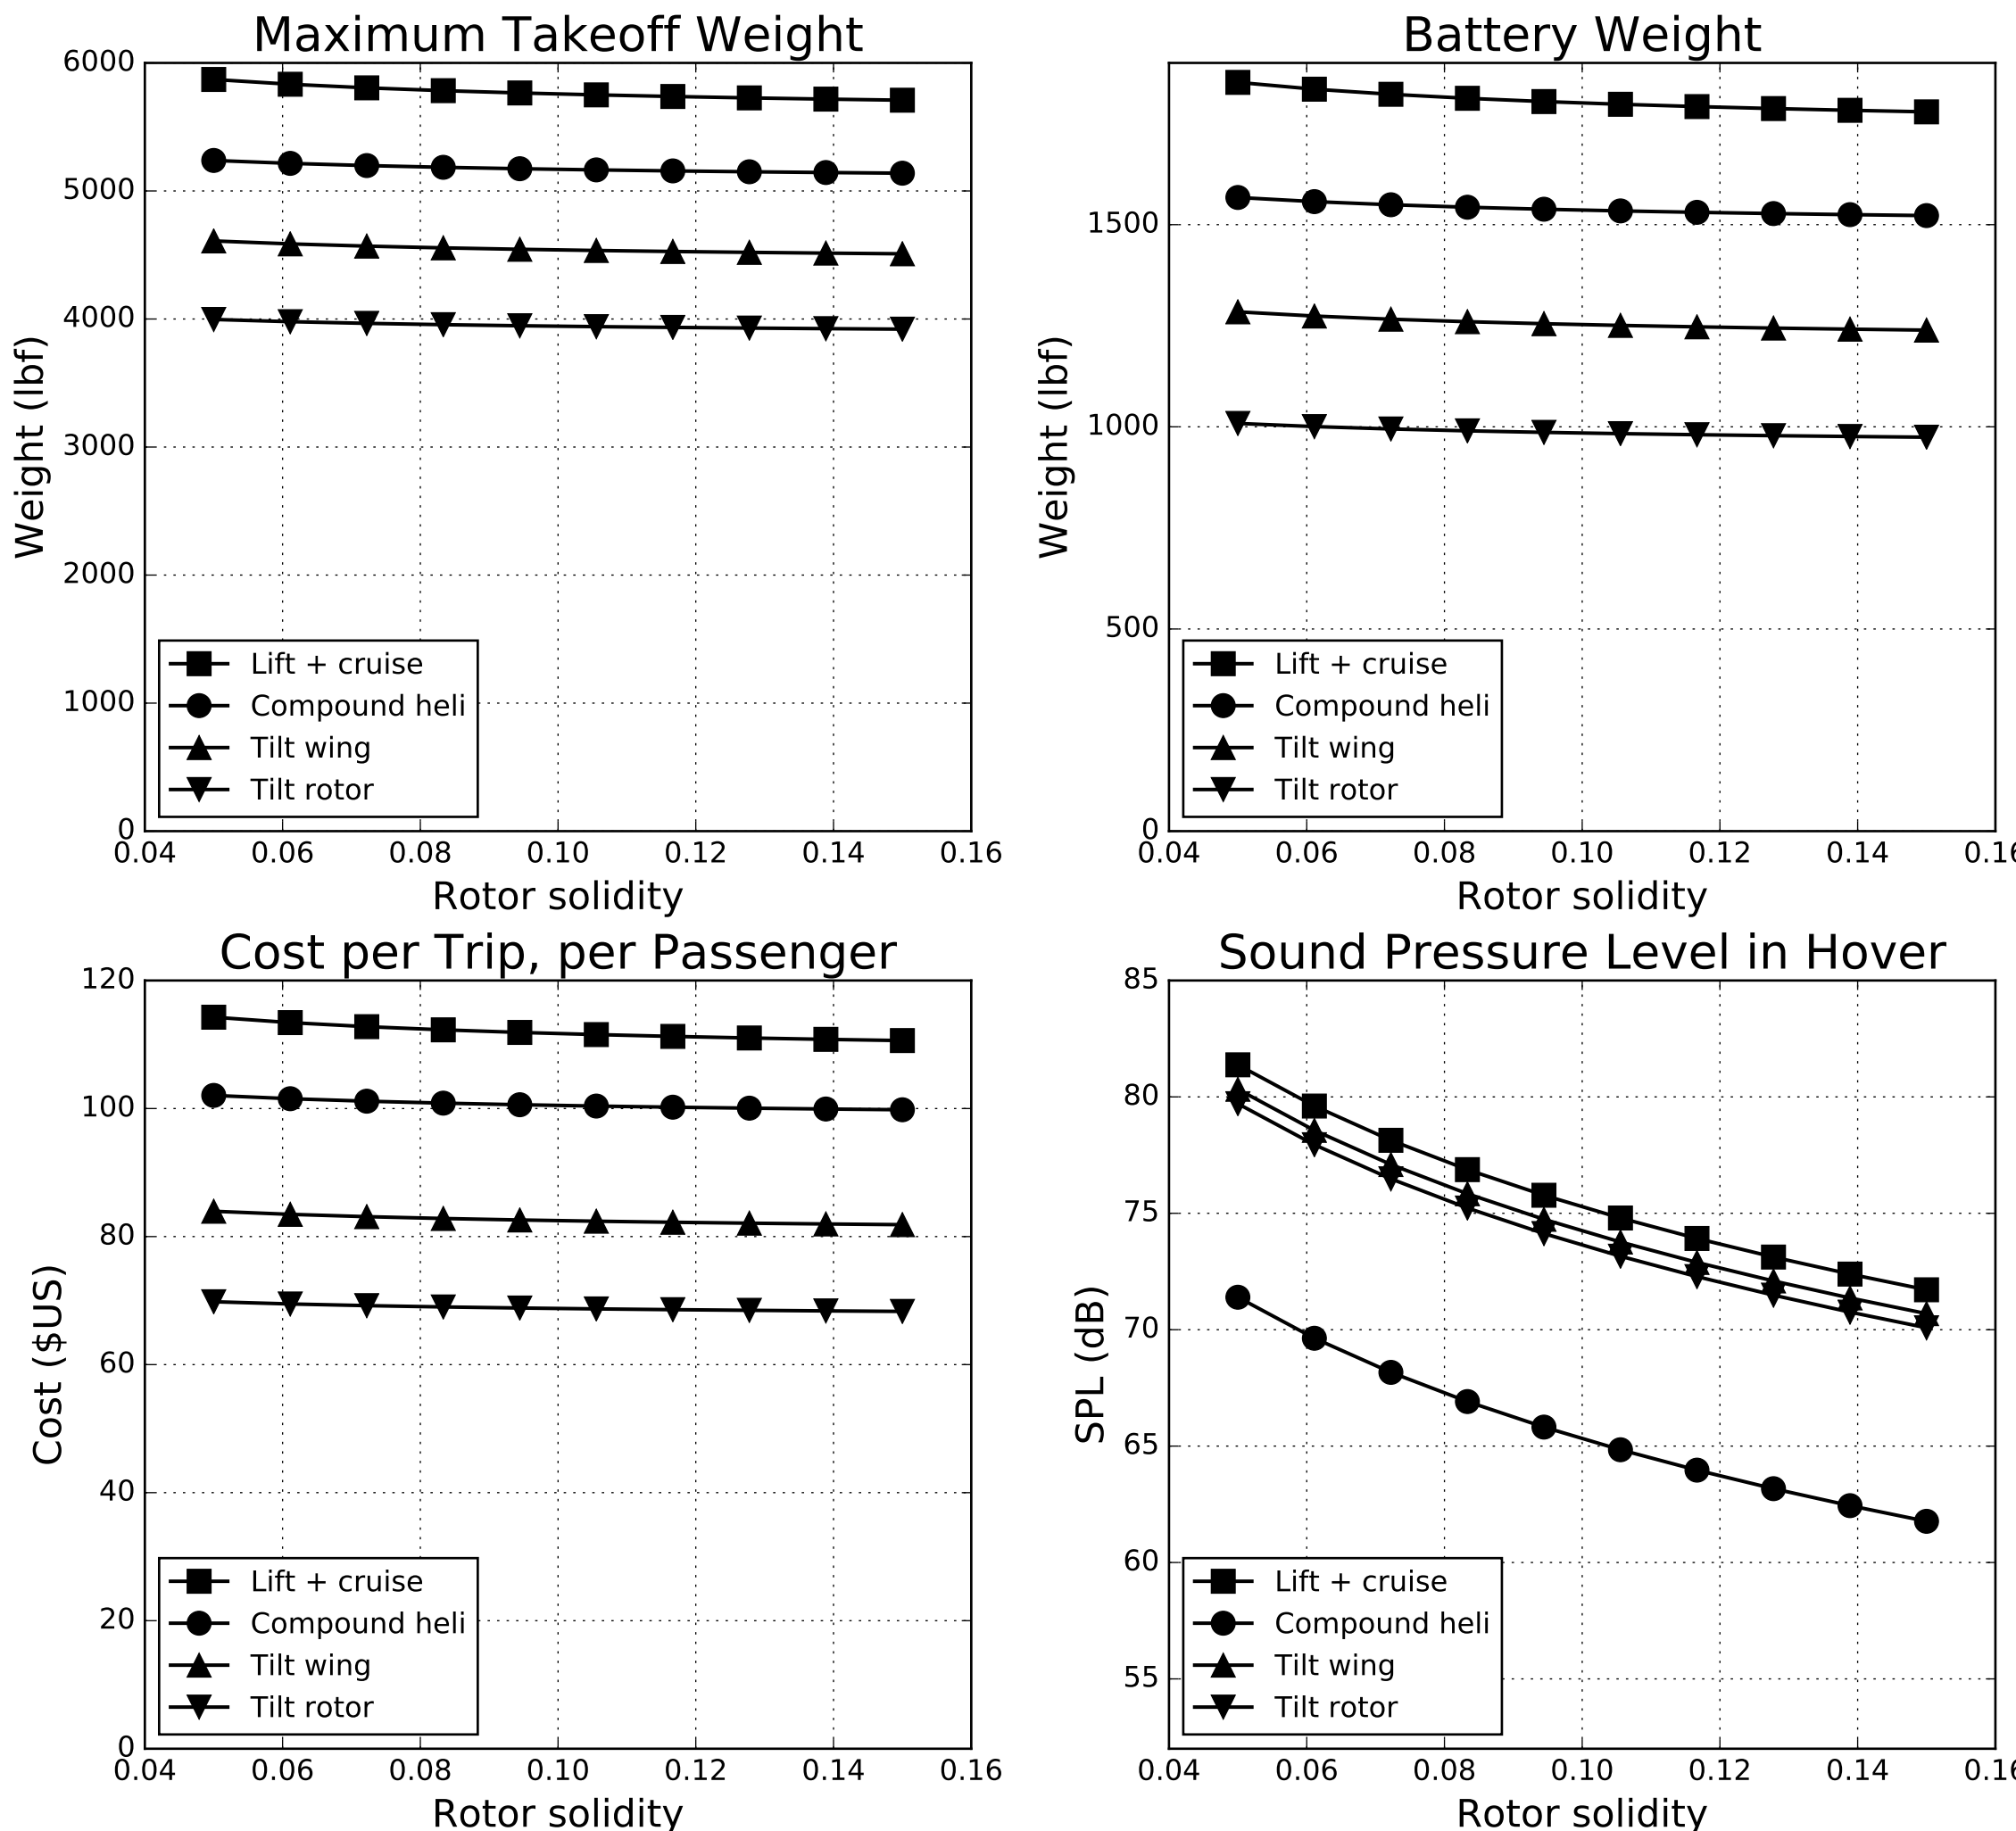 Maximum Takeoff Weight
6000
5000
4000
3000
2000
1000
0
Weight (lbf)
Lift + cruise
Compound heli
Tilt wing
Tilt rotor
0.04 0.06 0.08 0.10 0.12 0.14 0.16
Rotor solidity
Battery Weight
1500
1000
500
0
Weight (lbf)
Lift + cruise
Compound heli
Tilt wing
Tilt rotor
0.04 0.06 0.08 0.10 0.12 0.14 0.16
Rotor solidity
Cost per Trip, per Passenger
120
100
80
60
40
20
0
Cost ($US)
Lift + cruise
Compound heli
Tilt wing
Tilt rotor
0.04 0.06 0.08 0.10 0.12 0.14 0.16
Rotor solidity
Sound Pressure Level in Hover
85
80
75
70
65
60
55
SPL (dB)
Lift + cruise
Compound heli
Tilt wing
Tilt rotor
0.04 0.06 0.08 0.10 0.12 0.14 0.16
Rotor solidity